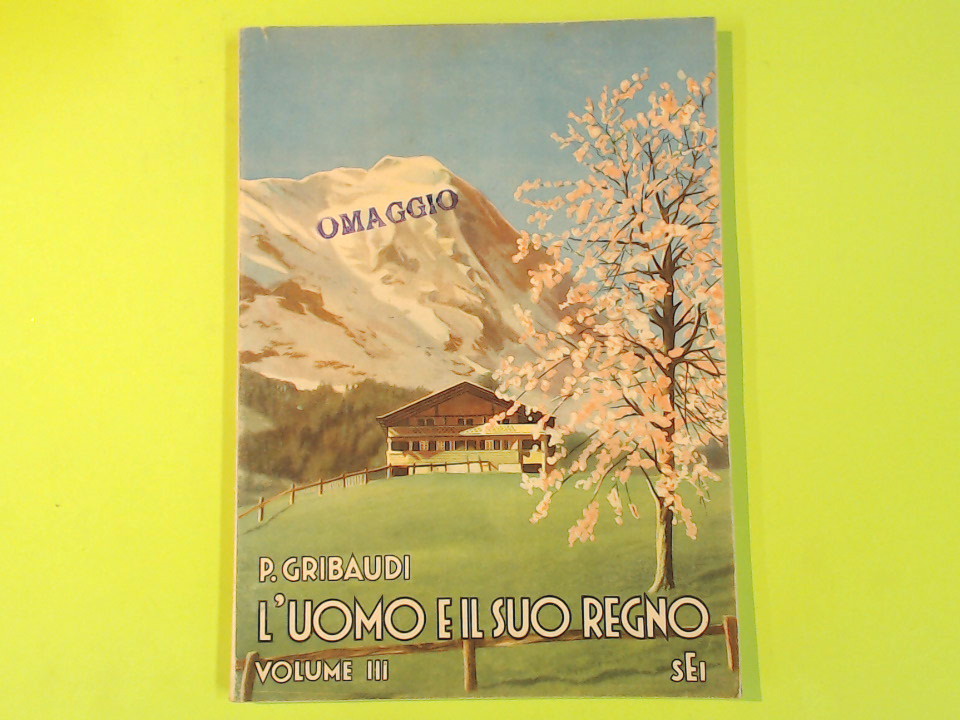 OMAGGIO
P. GRIBAUDI
L'UOMO E IL SUO REGNO
VOLUME III
SEI